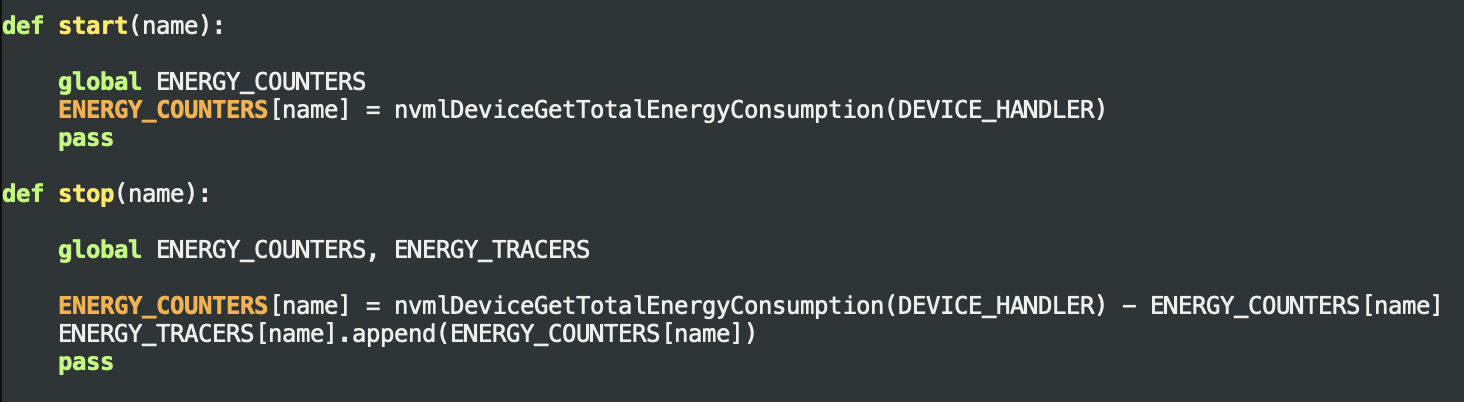 def start(name):
global ENERGY_COUNTERS
ENERGY_COUNTERS[name] = nvmlDeviceGetTotalEnergyConsumption(DEVICE_HANDLER)
pass
def stop(name):
global ENERGY_COUNTERS, ENERGY_TRACERS
ENERGY_COUNTERS[name] = nvmlDeviceGetTotalEnergyConsumption(DEVICE_HANDLER) - ENERGY_COUNTERS[name]
ENERGY_TRACERS[name].append(ENERGY_COUNTERS[name])
pass